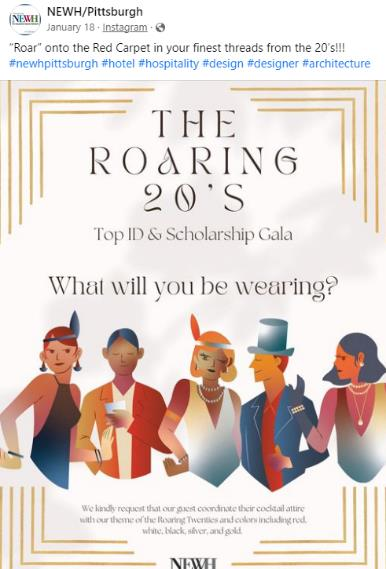 NEWH
NEWH/Pittsburgh
January 18 · Instagram ·
“Roar” onto the Red Carpet in your finest threads from the 20's!!!
#newhpittsburgh #hotel #hospitality #design #designer #architecture
THE
ROARING
20'S
Top ID & Scholarship Gala
What will you be wearing?
We kindly request that our guest coordinate their cocktail attire
with our theme of the Roaring Twenties and colors including red,
white, black, silver, and gold.
NEWH